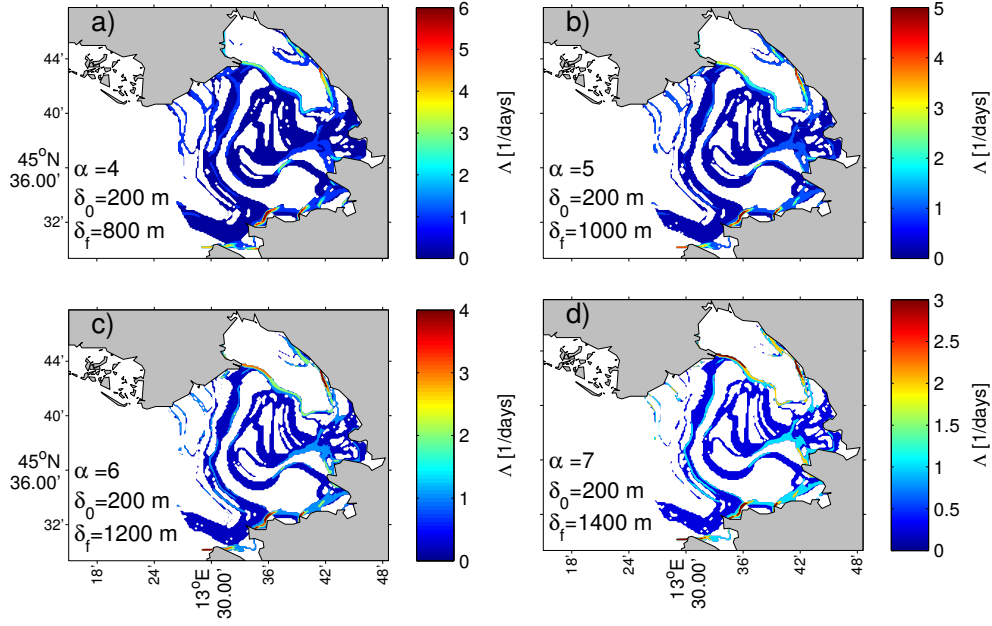 a)
44'
40'
45°N
36.00'
32'
α =4
δ0=200 m
δf=800 m
6
5
4
3
2
1
0
Λ [1/days]
b)
α =5
δ0=200 m
δf=1000 m
5
4
3
2
1
0
Λ [1/days]
c)
44'
40'
45°N
36.00'
32'
α =6
δ0=200 m
δf=1200 m
18'
24'
13°E
30.00'
36'
42'
48'
4
3
2
1
0
Λ [1/days]
d)
α =7
δ0=200 m
δf=1400 m
18'
24'
13°E
30.00'
36'
42'
48'
3
2.5
2
1.5
1
0.5
0
Λ [1/days]